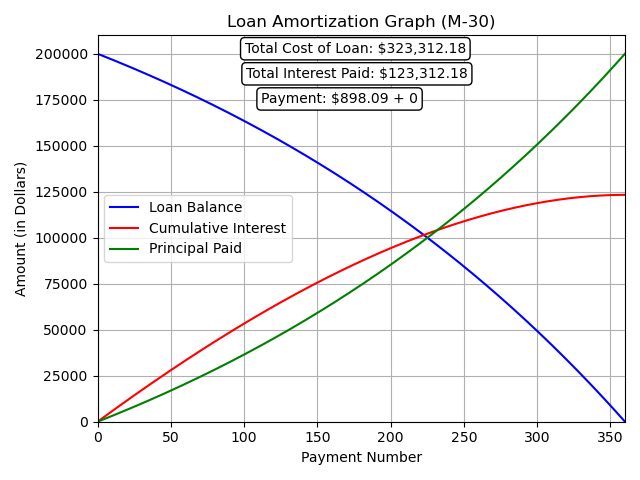 Loan Amortization Graph (M-30)
Total Cost of Loan: $323,312.18
Total Interest Paid: $123,312.18
Payment: $898.09 + 0
Amount (in Dollars)
200000
175000
150000
125000
100000
75000
50000
25000
0
Loan Balance
Cumulative Interest
Principal Paid
0 50 100 150 200 250 300 350
Payment Number